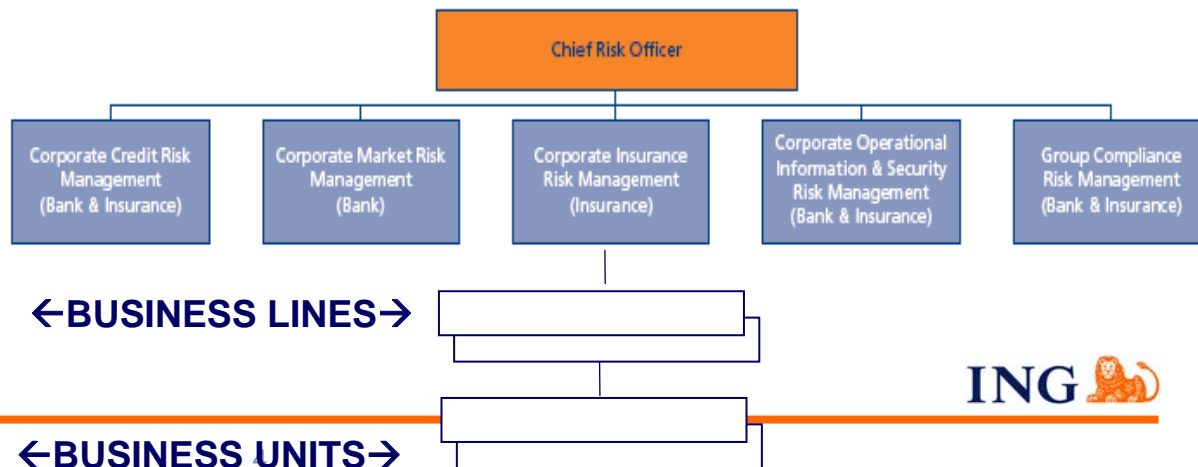 Chief Risk Officer
Corporate Credit Risk
Management
(Bank & Insurance)
Corporate Market Risk
Management
(Bank)
Corporate Insurance
Risk Management
(Insurance)
Corporate Operational
Information & Security
Risk Management
(Bank & Insurance)
Group Compliance
Risk Management
(Bank & Insurance)
←BUSINESS LINES→
ING
←BUSINESS UNITS→